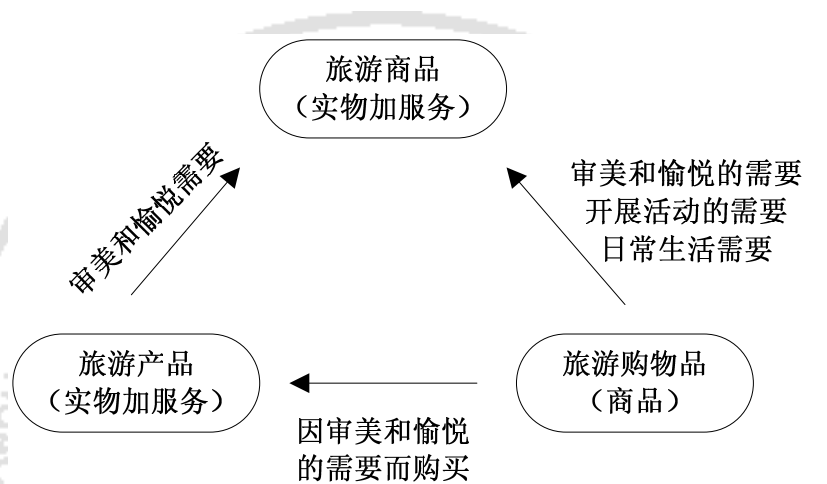 旅游商品
（实物加服务）
审美和愉悦需要
审美和愉悦的需要
开展活动的需要
日常生活需要
旅游产品
（实物加服务）
旅游购物品
（商品）
因审美和愉悦
的需要而购买